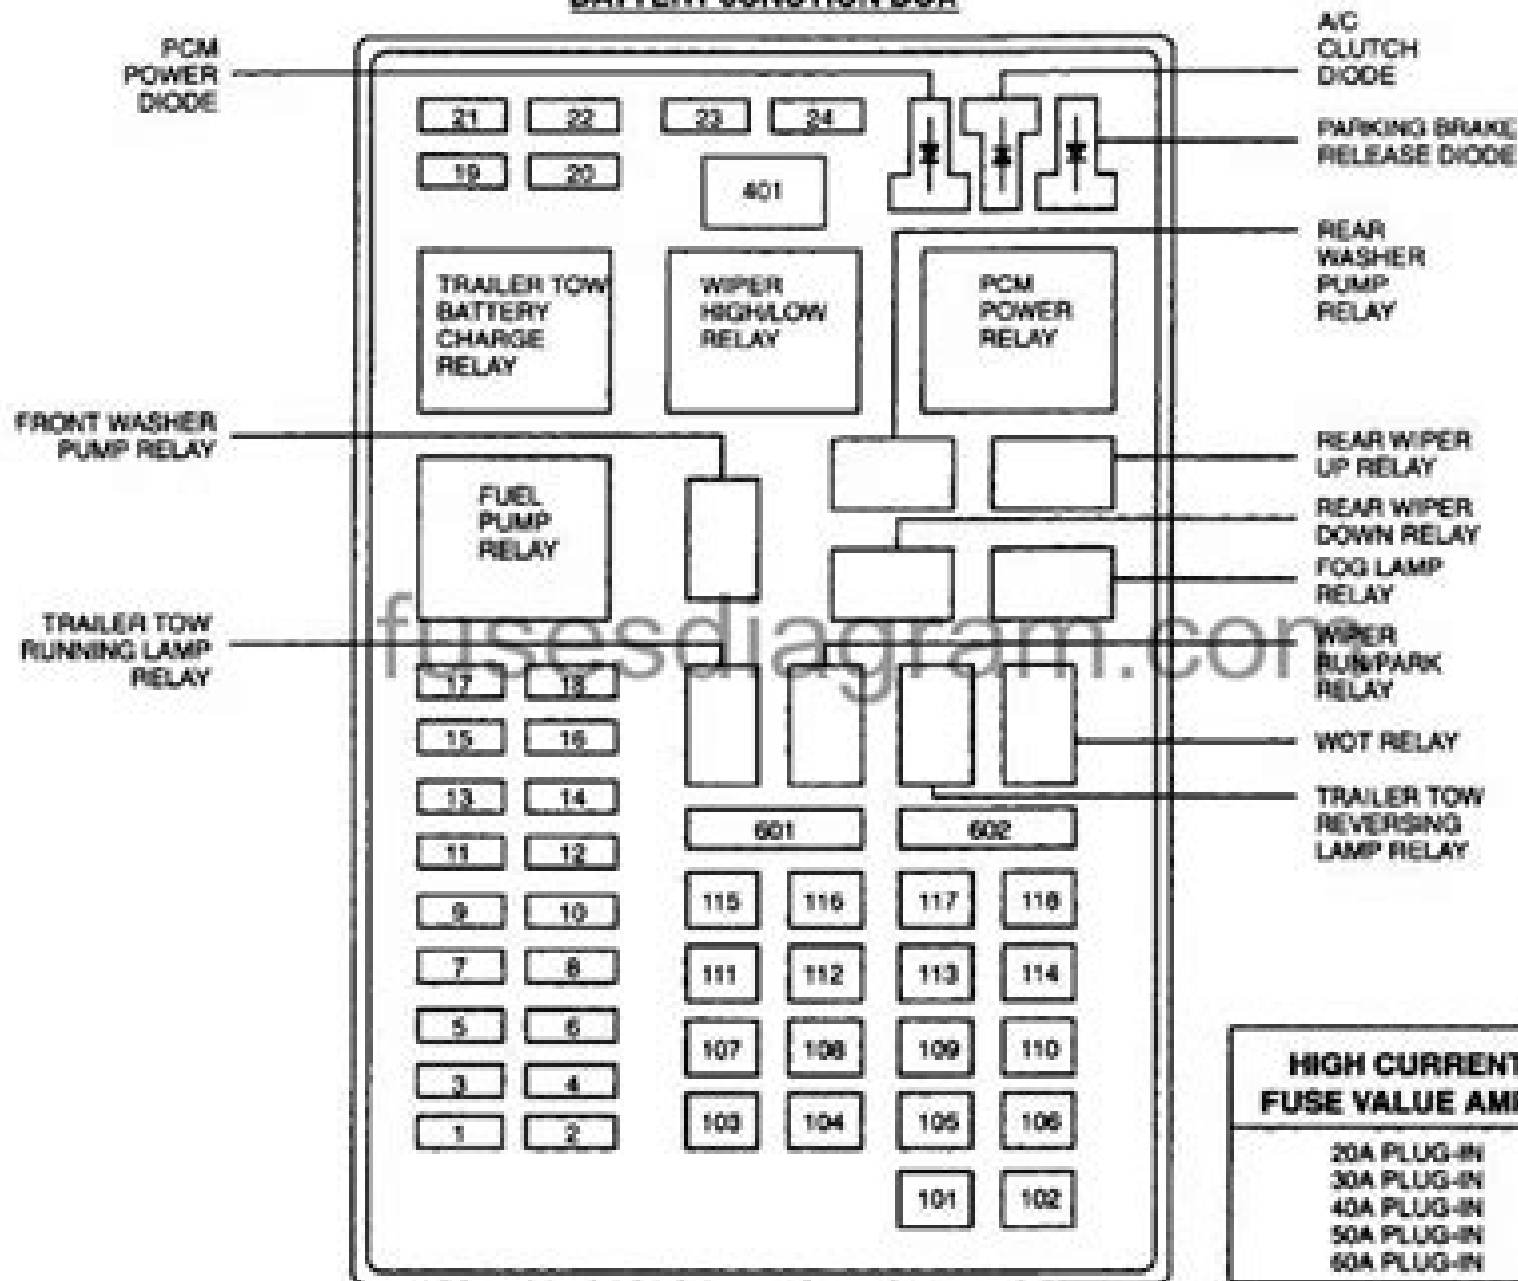 BATTERY JUNCTION BOX
PCM
POWER
DIODE
A/C
CLUTCH
DIODE
PARKING BRAKE
RELEASE DIODE
21 22 23 24
19 20
401
REAR
WASHER
PUMP
RELAY
TRAILER TOW
BATTERY
CHARGE
RELAY
WIPER
HIGH/LOW
RELAY
PCM
POWER
RELAY
FRONT WASHER
PUMP RELAY
REAR WIPER
UP RELAY
FUEL
PUMP
RELAY
REAR WIPER
DOWN RELAY
FOG LAMP
RELAY
TRAILER TOW
RUNNING LAMP
RELAY
fusesdiagram.com
WIPER
RUN/PARK
RELAY
17 18
15 16
WOT RELAY
13 14
TRAILER TOW
REVERSING
LAMP RELAY
601 602
11 12
115 116 117 118
9 10
7 8
111 112 113 114
5 6
107 108 109 110
3 4
103 104 105 106
1 2
101 102
HIGH CURRENT
FUSE VALUE
20A PLUG-IN
30A PLUG-IN
40A PLUG-IN
50A PLUG-IN
60A PLUG-IN